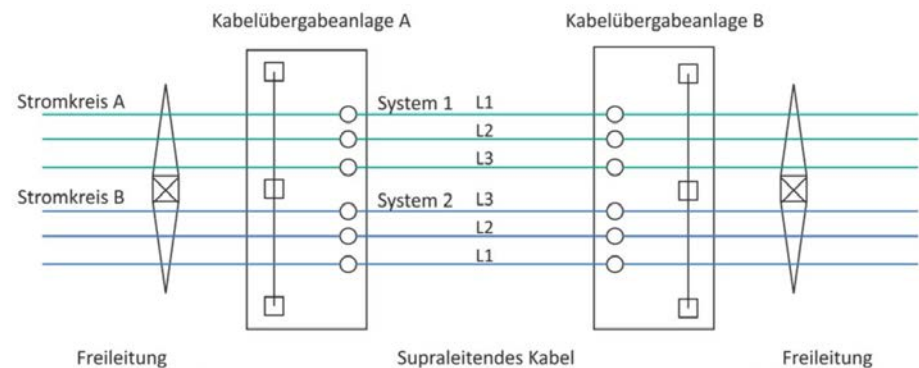 Kabelübergabeanlage A Kabelübergabeanlage B
Stromkreis A System 1 L1
L2
L3
Stromkreis B System 2 L3
L2
L1
Freileitung Supraleitendes Kabel Freileitung